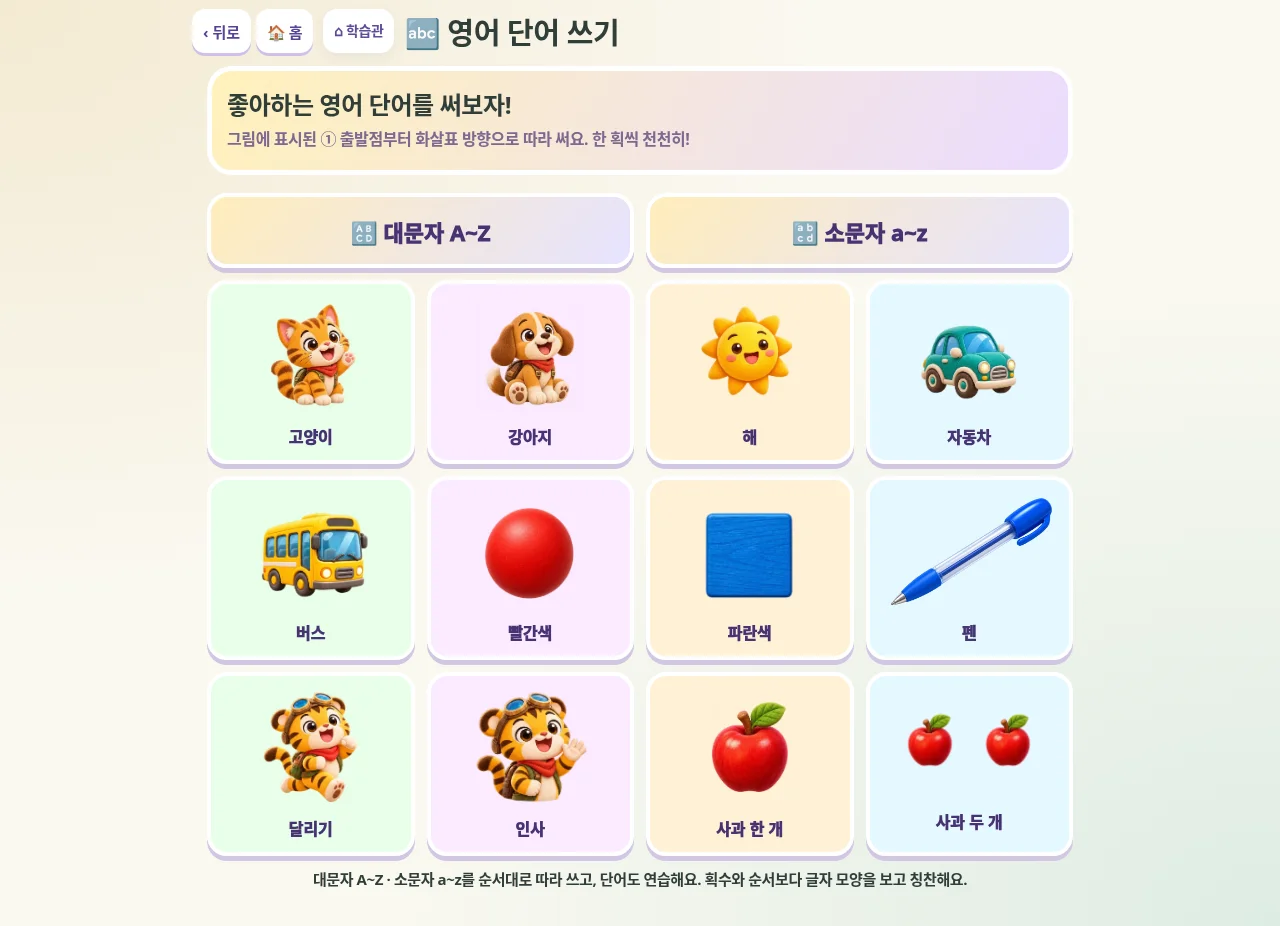 ‹ 뒤로 🏠 홈 ⌂ 학습관 🔤 영어 단어 쓰기
좋아하는 영어 단어를 써보자!
그림에 표시된 ① 출발점부터 화살표 방향으로 따라 써요. 한 획씩 천천히!
🔠 대문자 A~Z
🔡 소문자 a~z
고양이
강아지
해
자동차
버스
빨간색
파란색
펜
달리기
인사
사과 한 개
사과 두 개
대문자 A~Z · 소문자 a~z를 순서대로 따라 쓰고, 단어도 연습해요. 획수와 순서보다 글자 모양을 보고 칭찬해요.